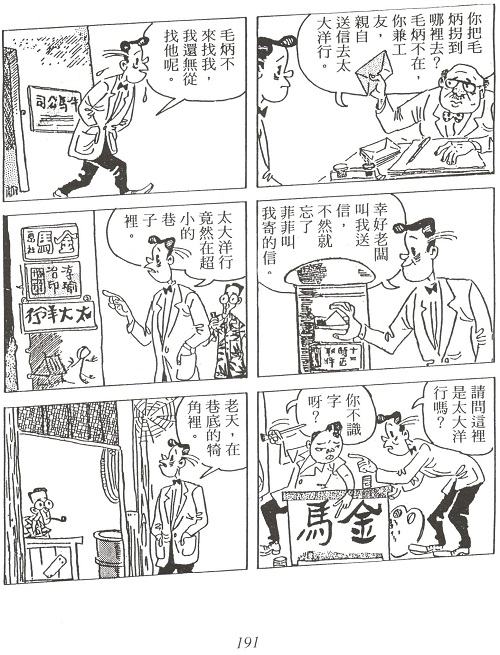 你把毛
炳拐到
哪裡去？
毛炳不在，
你兼工
友，
親自
送信去太
大洋行。
毛炳不
來找我，
我還無從
找他呢。
司公馬牛
幸好老闆
叫我送
信，
不然就
忘了
菲菲叫
我寄的信。
太大洋行
竟然在超
小的
巷
子
裡。
馬金
行洋大太
請問這裡
是太大洋
行嗎？
你不識
字
呀？
馬金
老天，在
巷底的犄
角裡。
191